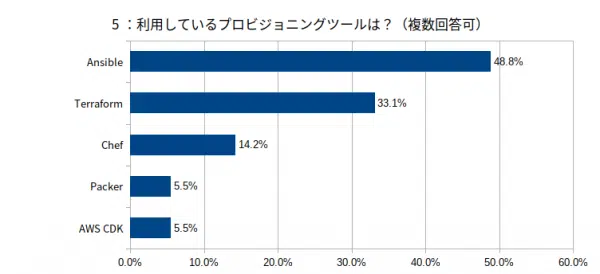 5 ：利用しているプロビジョニングツールは？（複数回答可）
Ansible 48.8%
Terraform 33.1%
Chef 14.2%
Packer 5.5%
AWS CDK 5.5%
0.0% 10.0% 20.0% 30.0% 40.0% 50.0% 60.0%